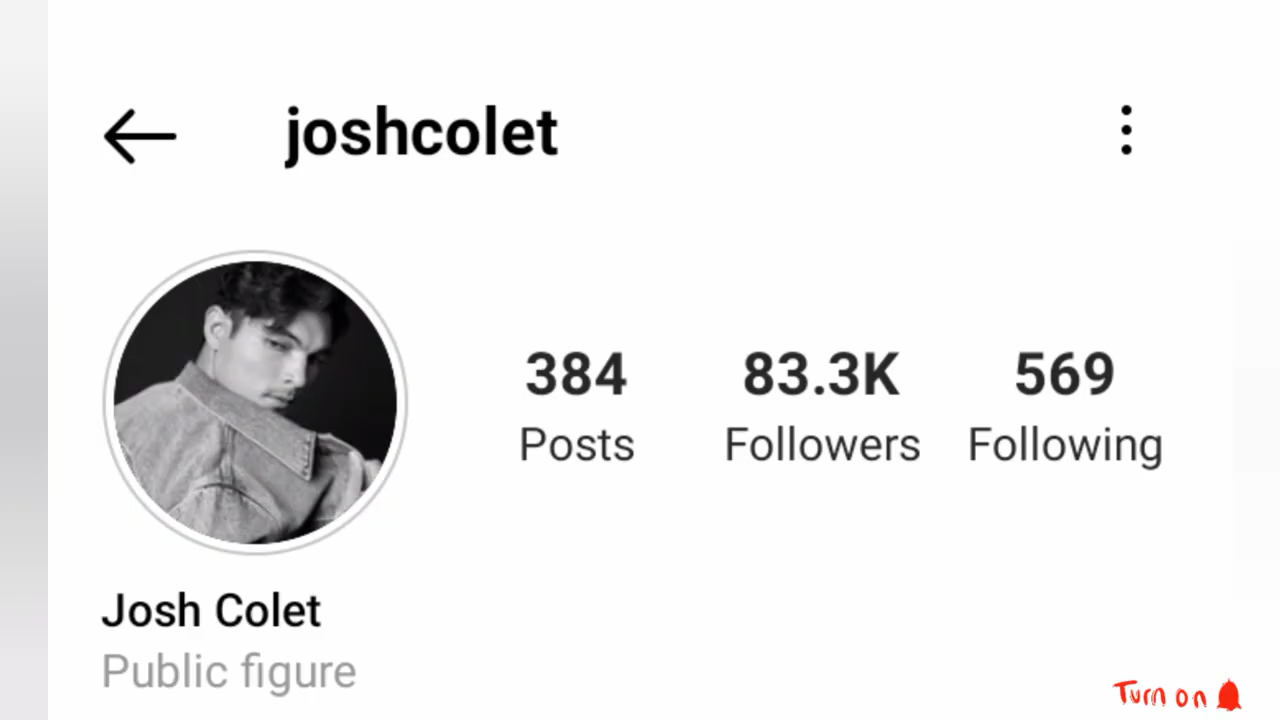 joshcolet
384 83.3K 569
Posts Followers Following
Josh Colet
Public figure
Turn on